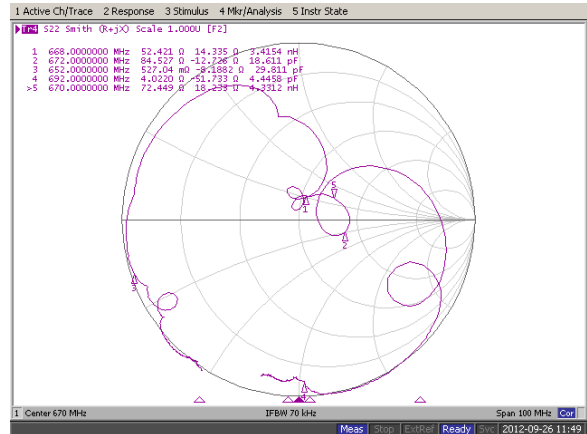 1 Active Ch/Trace 2 Response 3 Stimulus 4 Mkr/Analysis 5 Instr State
Tr4 S22 Smith (R+jX) Scale 1.000U [F2]
1 668.0000000 MHz 52.421 Ω 14.335 Ω 3.4154 nH
2 672.0000000 MHz 84.527 Ω -12.726 Ω 18.611 pF
3 652.0000000 MHz 527.04 mΩ -8.1882 Ω 29.811 pF
4 692.0000000 MHz 4.0220 Ω -51.733 Ω 4.4458 pF
>5 670.0000000 MHz 72.449 Ω 18.233 Ω 4.3312 nH
5
1
2
3
4
1 Center 670 MHz IFBW 70 kHz Span 100 MHz Cor
Meas Stop ExtRef Ready Svc 2012-09-26 11:49